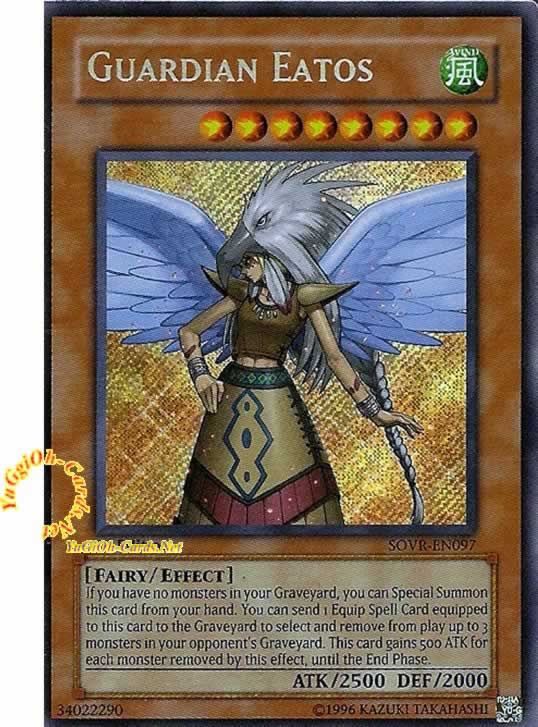 Guardian Eatos
WIND
風
SOVR-EN097
YuGgiOh-Cards.Net
YuGiOh-Cards.Net
[Fairy/Effect]
If you have no monsters in your Graveyard, you can Special Summon
this card from your hand. You can send 1 Equip Spell Card equipped
to this card to the Graveyard to select and remove from play up to 3
monsters in your opponent's Graveyard. This card gains 500 ATK for
each monster removed by this effect, until the End Phase.
ATK/2500 DEF/2000
34022290
©1996 KAZUKI TAKAHASHI